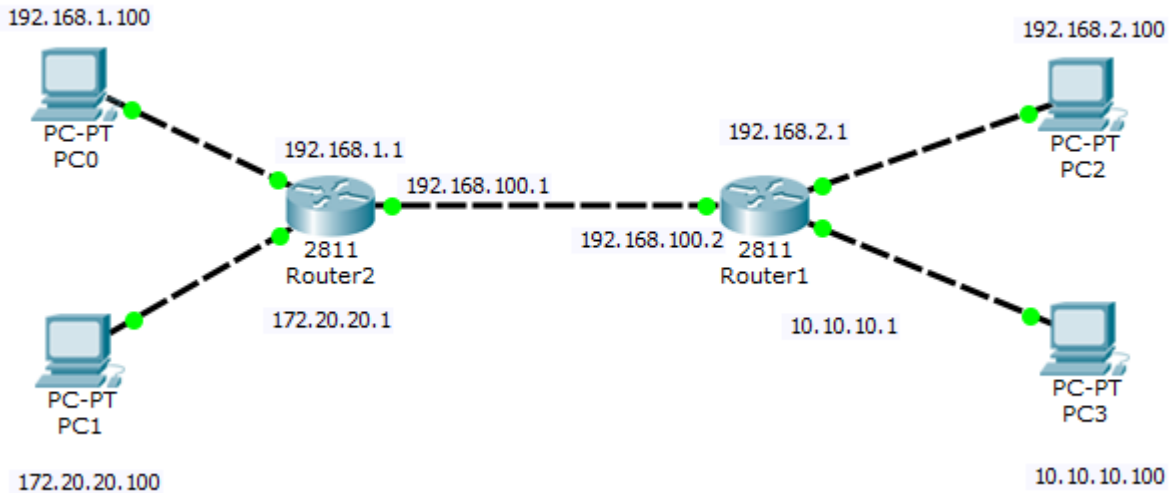 192.168.1.100
PC-PT
PC0
192.168.1.1
192.168.100.1
2811
Router2
172.20.20.1
PC-PT
PC1
172.20.20.100
192.168.2.100
PC-PT
PC2
192.168.2.1
192.168.100.2
2811
Router1
10.10.10.1
PC-PT
PC3
10.10.10.100